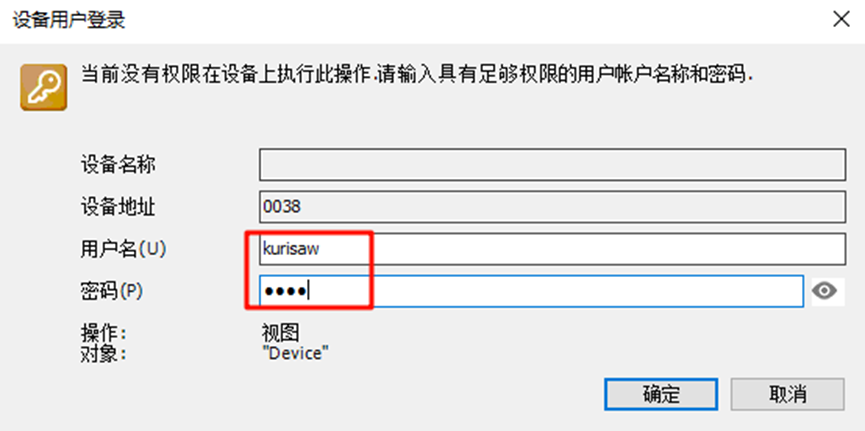 设备用户登录
当前没有权限在设备上执行此操作.请输入具有足够权限的用户帐户名称和密码.
设备名称
设备地址 0038
用户名(U) kurisaw
密码(P) ●●●●
操作: 视图
对象: "Device"
确定 取消